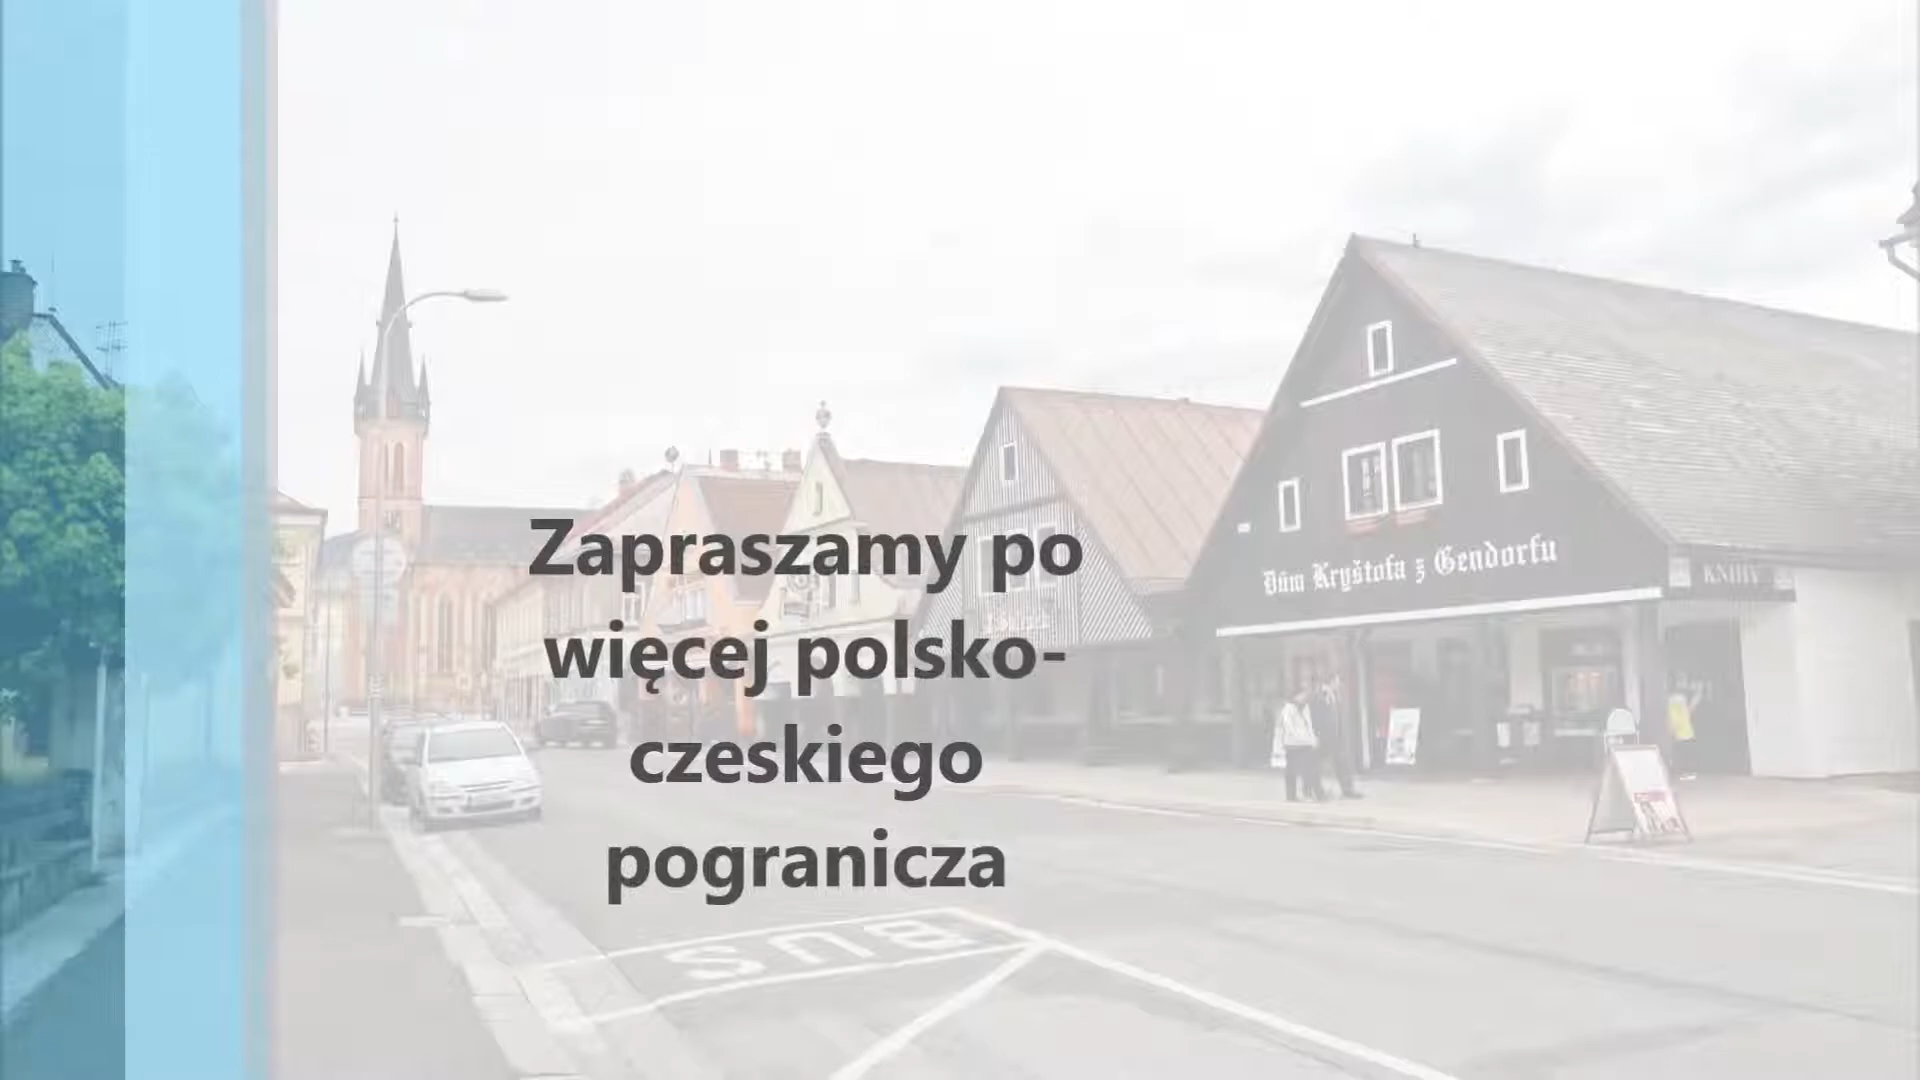 Zapraszamy po
więcej polsko-
czeskiego
pogranicza
Dům Kryštofa z Gendorfu
KNIHY
BUS